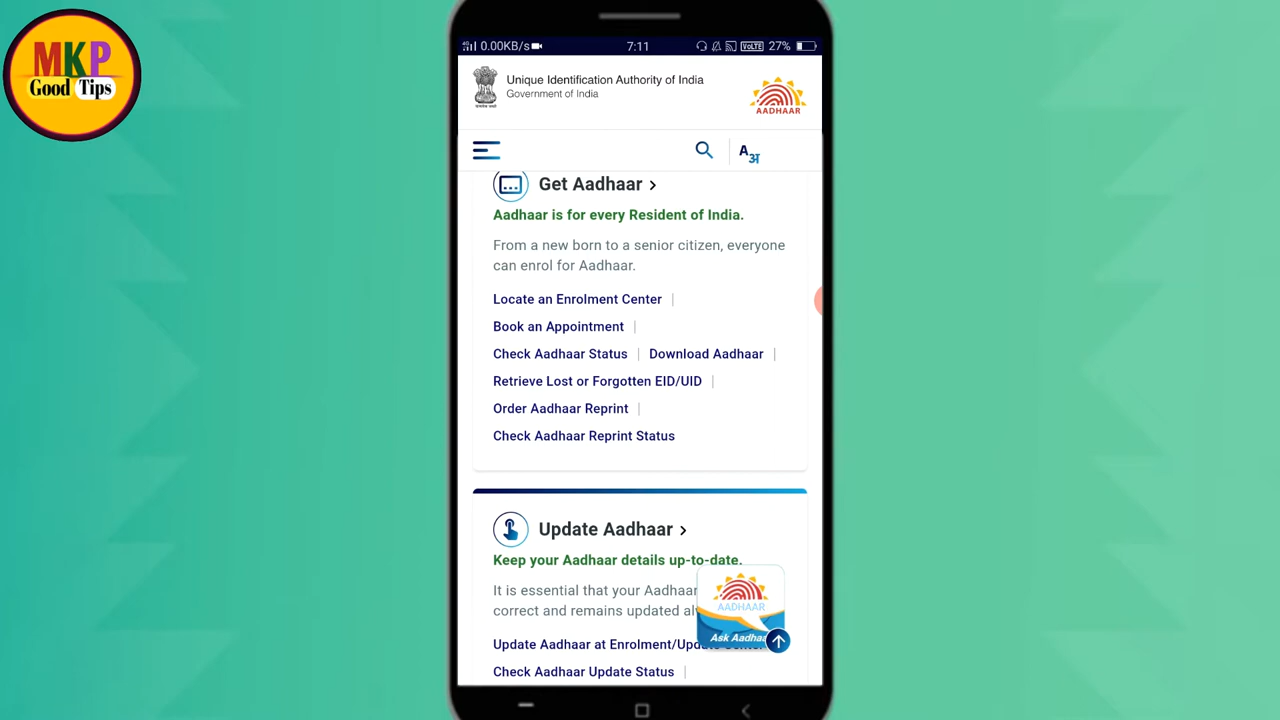 MKP
Good Tips
0.00KB/s
7:11
VoLTE 27%
Unique Identification Authority of India
Government of India
AADHAAR
A अ
Get Aadhaar >
Aadhaar is for every Resident of India.
From a new born to a senior citizen, everyone
can enrol for Aadhaar.
Locate an Enrolment Center |
Book an Appointment |
Check Aadhaar Status | Download Aadhaar |
Retrieve Lost or Forgotten EID/UID |
Order Aadhaar Reprint |
Check Aadhaar Reprint Status
Update Aadhaar >
Keep your Aadhaar details up-to-date.
It is essential that your Aadhaar
correct and remains updated
AADHAAR
Ask Aadhaar
Update Aadhaar at Enrolment/Update Center
Check Aadhaar Update Status |